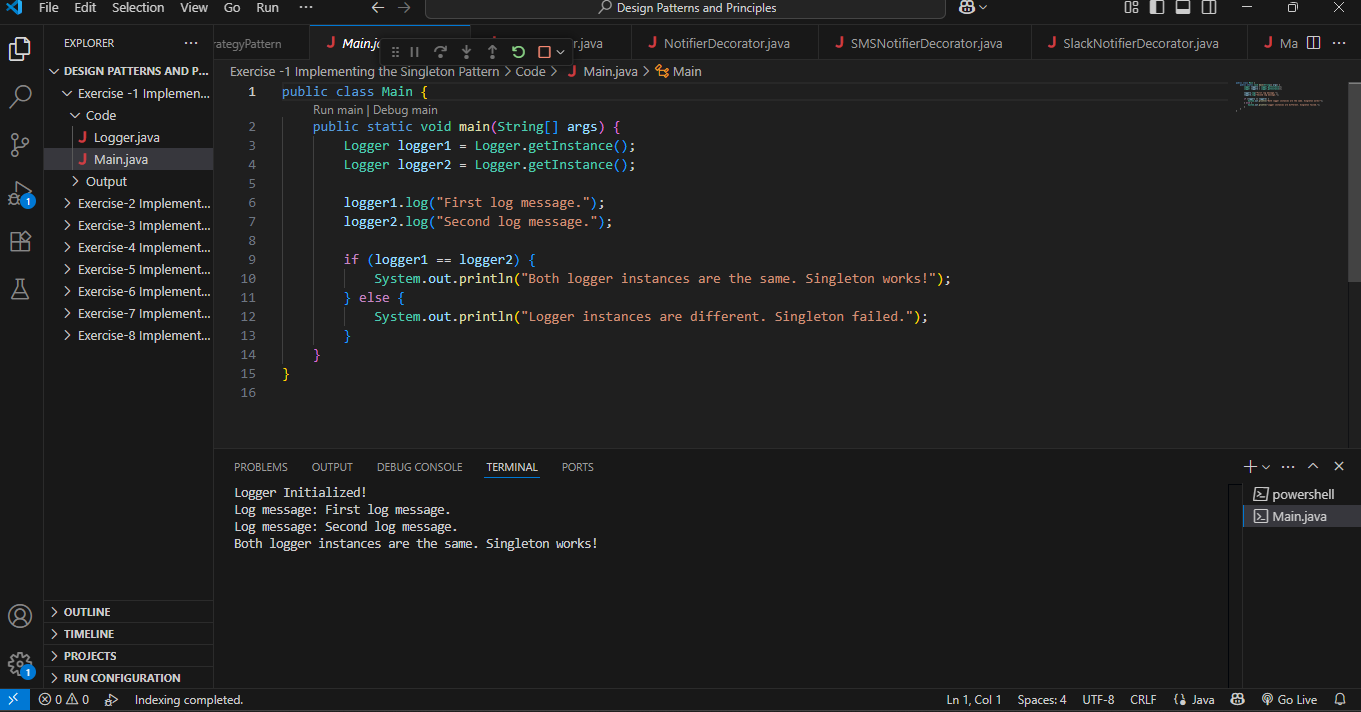 File Edit Selection View Go Run ··· Design Patterns and Principles
EXPLORER ···
DESIGN PATTERNS AND P...
Exercise -1 Implemen...
Code
Logger.java
Main.java
Output
Exercise-2 Implement...
Exercise-3 Implement...
Exercise-4 Implement...
Exercise-5 Implement...
Exercise-6 Implement...
Exercise-7 Implement...
Exercise-8 Implement...
OUTLINE
TIMELINE
PROJECTS
RUN CONFIGURATION
rategyPattern Main.ja r.java NotifierDecorator.java SMSNotifierDecorator.java SlackNotifierDecorator.java Ma ···
Exercise -1 Implementing the Singleton Pattern > Code > Main.java > Main
1 public class Main {
Run main | Debug main
2 public static void main(String[] args) {
3 Logger logger1 = Logger.getInstance();
4 Logger logger2 = Logger.getInstance();
5
6 logger1.log("First log message.");
7 logger2.log("Second log message.");
8
9 if (logger1 == logger2) {
10 System.out.println("Both logger instances are the same. Singleton works!");
11 } else {
12 System.out.println("Logger instances are different. Singleton failed.");
13 }
14 }
15 }
16
PROBLEMS OUTPUT DEBUG CONSOLE TERMINAL PORTS
Logger Initialized!
Log message: First log message.
Log message: Second log message.
Both logger instances are the same. Singleton works!
powershell
Main.java
1
1
0 0 Indexing completed. Ln 1, Col 1 Spaces: 4 UTF-8 CRLF {} Java Go Live